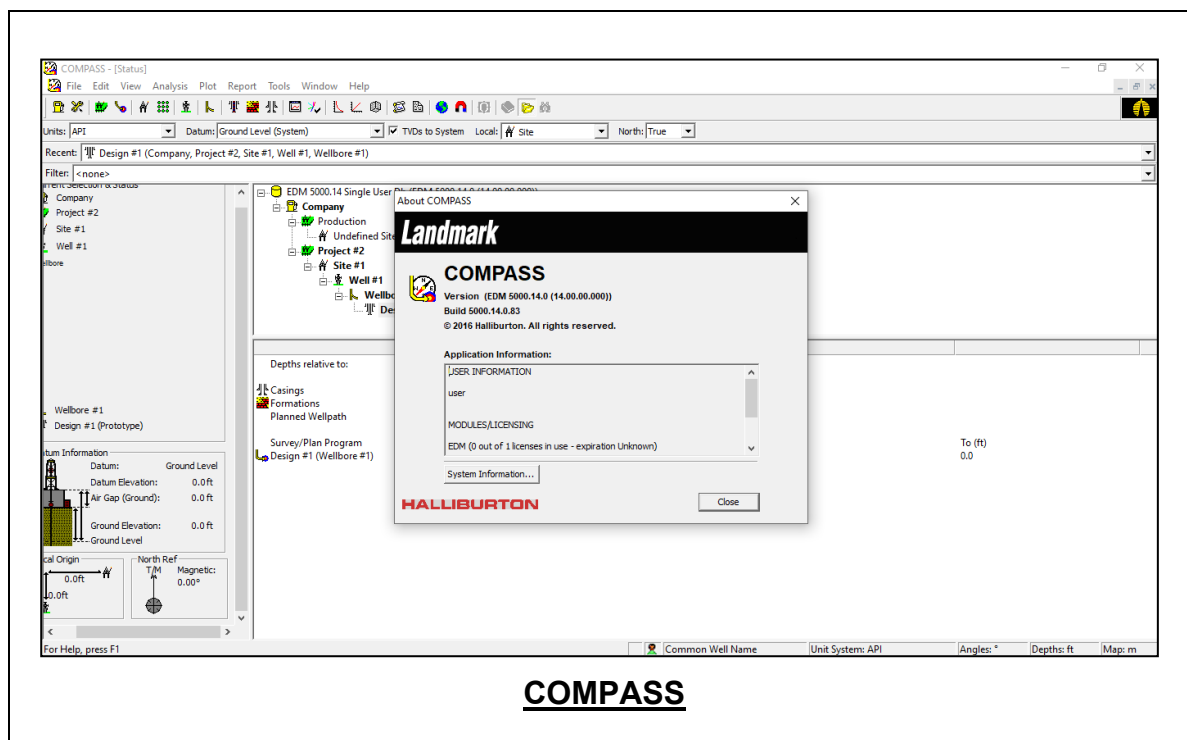 COMPASS - [Status]
File Edit View Analysis Plot Report Tools Window Help
Units: API Datum: Ground Level (System) TVDs to System Local: Site North: True
Recent: Design #1 (Company, Project #2, Site #1, Well #1, Wellbore #1)
Filter: <none>
Company
Project #2
Site #1
Well #1
Wellbore #1
Design #1 (Prototype)
Datum: Ground Level
Datum Elevation: 0.0 ft
Air Gap (Ground): 0.0 ft
Ground Elevation: 0.0 ft
Ground Level
North Ref
T/M Magnetic:
0.00°
0.0ft
0.0ft
EDM 5000.14 Single User
Company
Production
Undefined Site
Project #2
Site #1
Well #1
Depths relative to:
Casings
Formations
Planned Wellpath
Survey/Plan Program To (ft)
Design #1 (Wellbore #1) 0.0
About COMPASS
Landmark
COMPASS
Version (EDM 5000.14.0 (14.00.00.000))
Build 5000.14.0.83
© 2016 Halliburton. All rights reserved.
Application Information:
USER INFORMATION
user
MODULES/LICENSING
EDM (0 out of 1 licenses in use - expiration Unknown)
System Information...
HALLIBURTON Close
For Help, press F1 Common Well Name Unit System: API Angles: ° Depths: ft Map: m
COMPASS